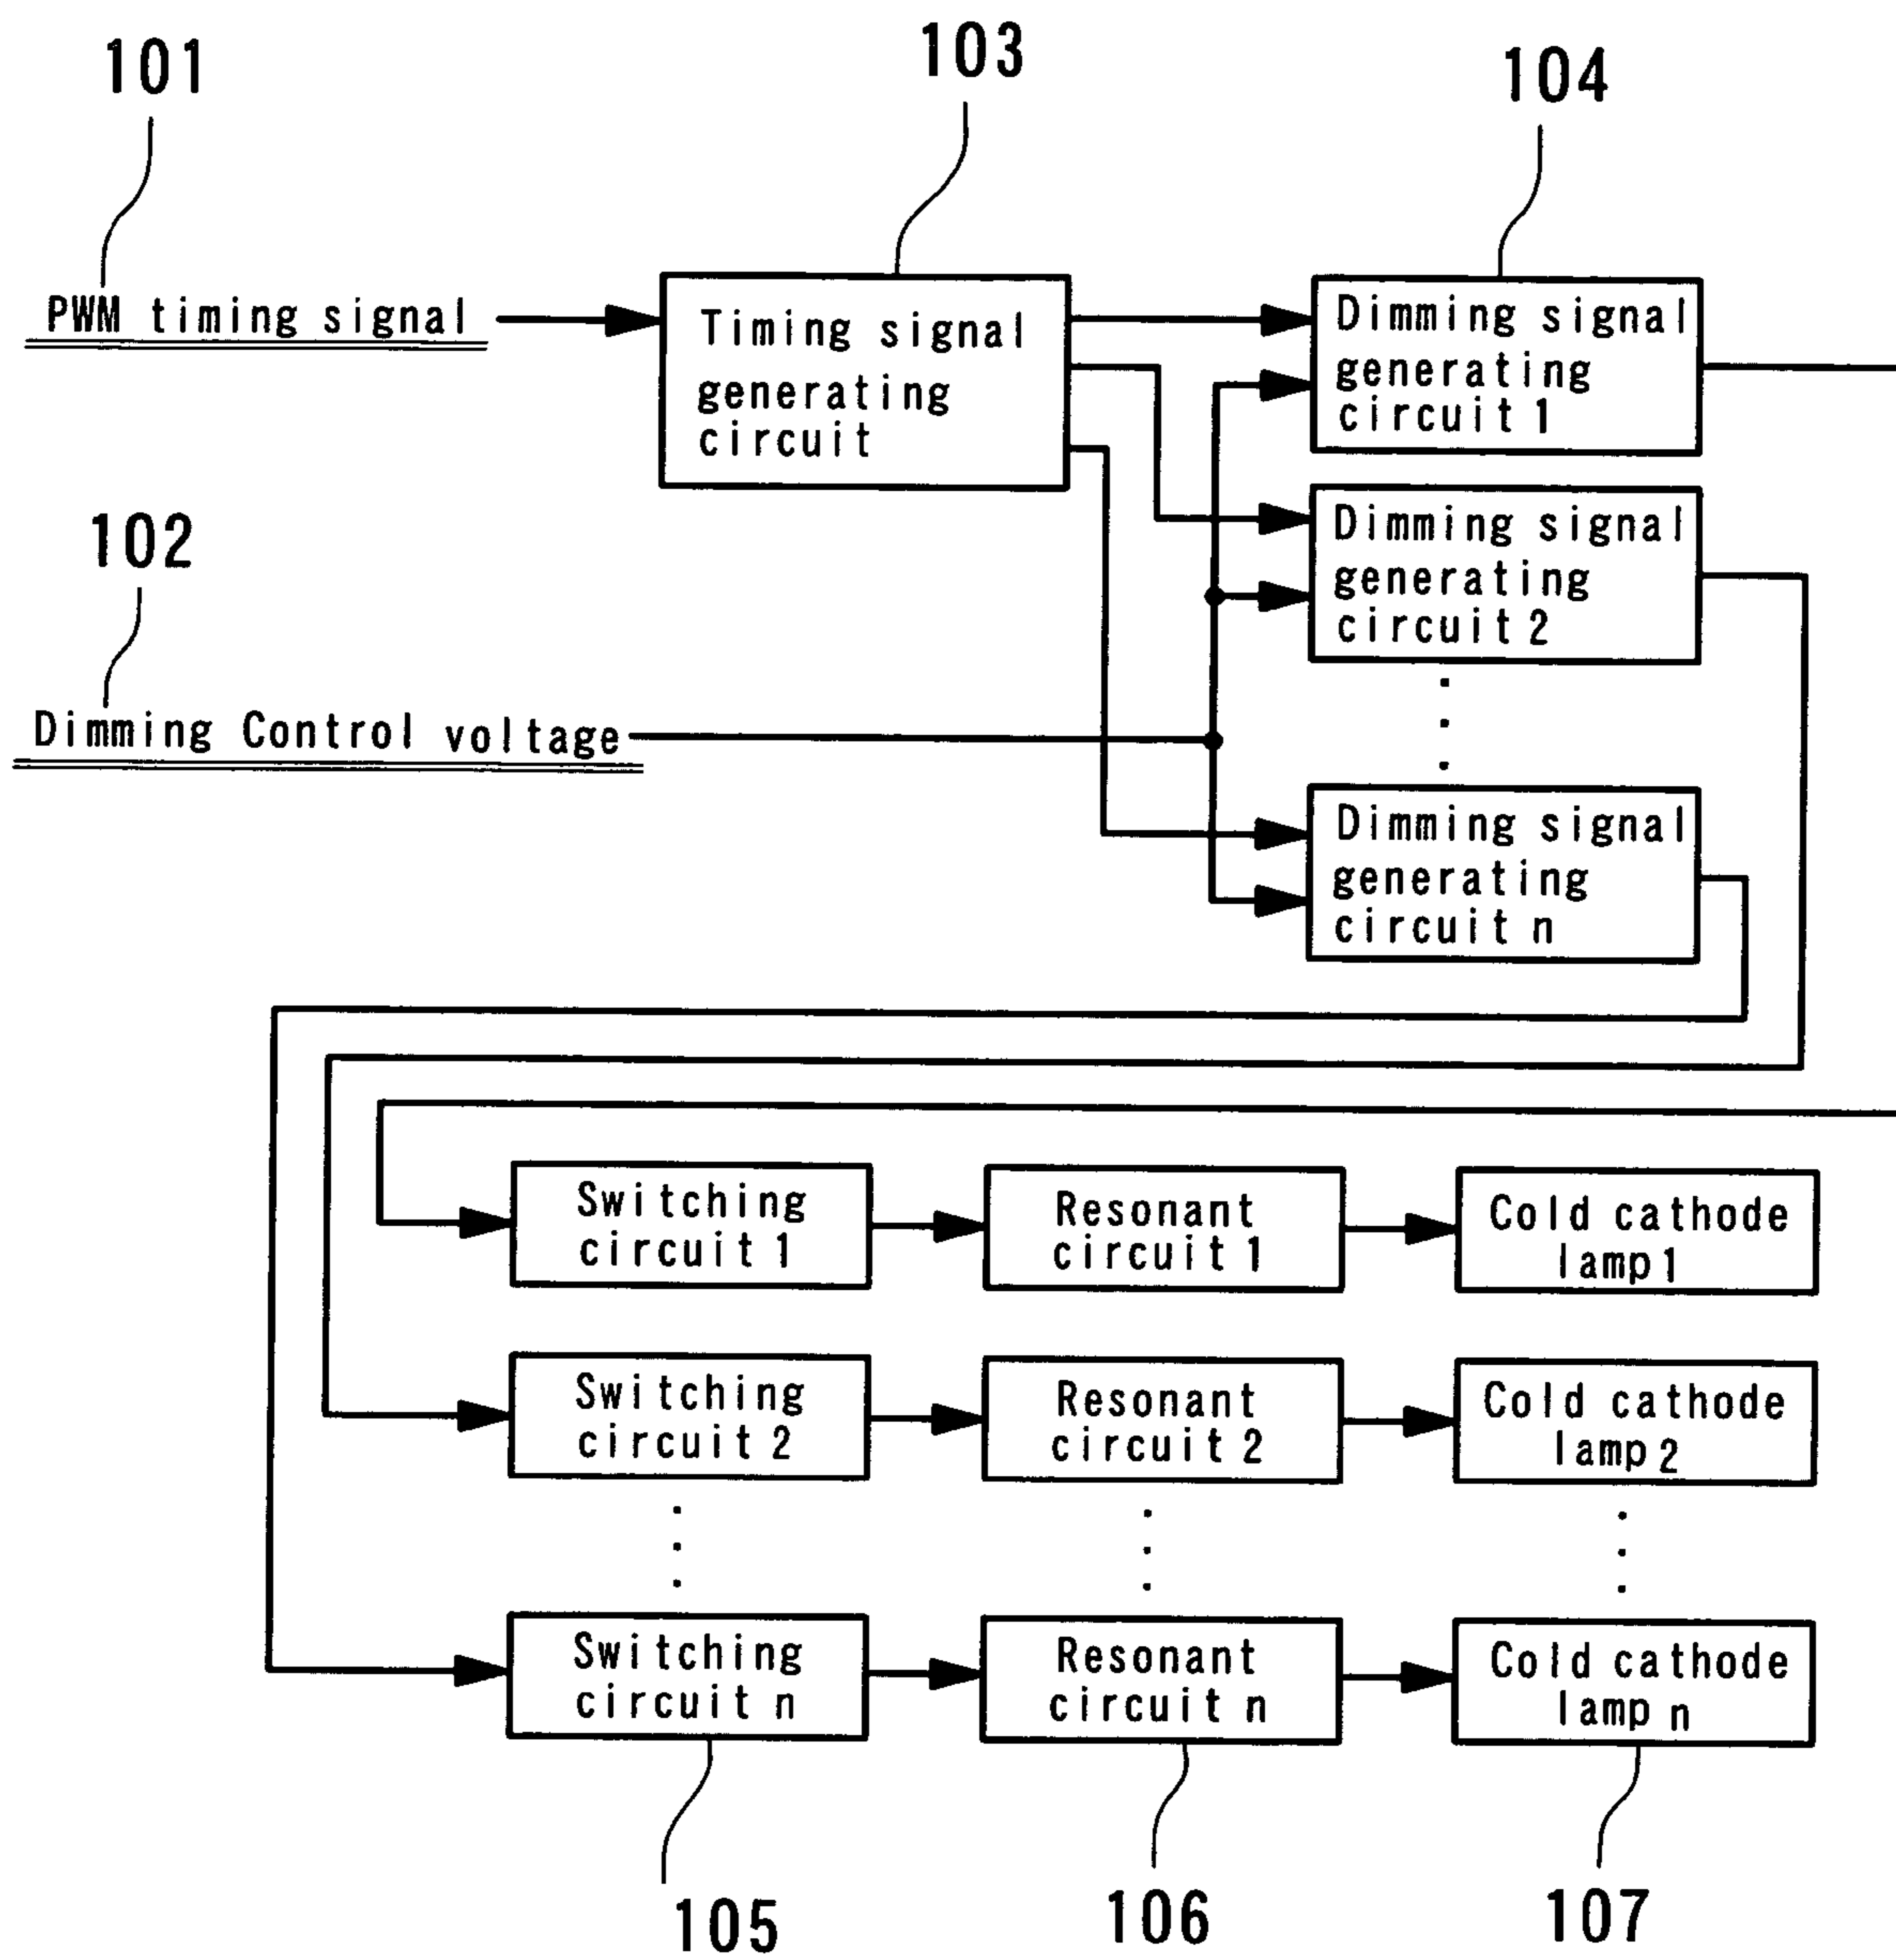 101
103
104
PWM timing signal
Timing signal
generating
circuit
Dimming signal
generating
circuit 1
102
Dimming signal
generating
circuit 2
Dimming Control voltage
Dimming signal
generating
circuit n
Switching
circuit 1
Resonant
circuit 1
Cold cathode
lamp 1
Switching
circuit 2
Resonant
circuit 2
Cold cathode
lamp 2
Switching
circuit n
Resonant
circuit n
Cold cathode
lamp n
105
106
107